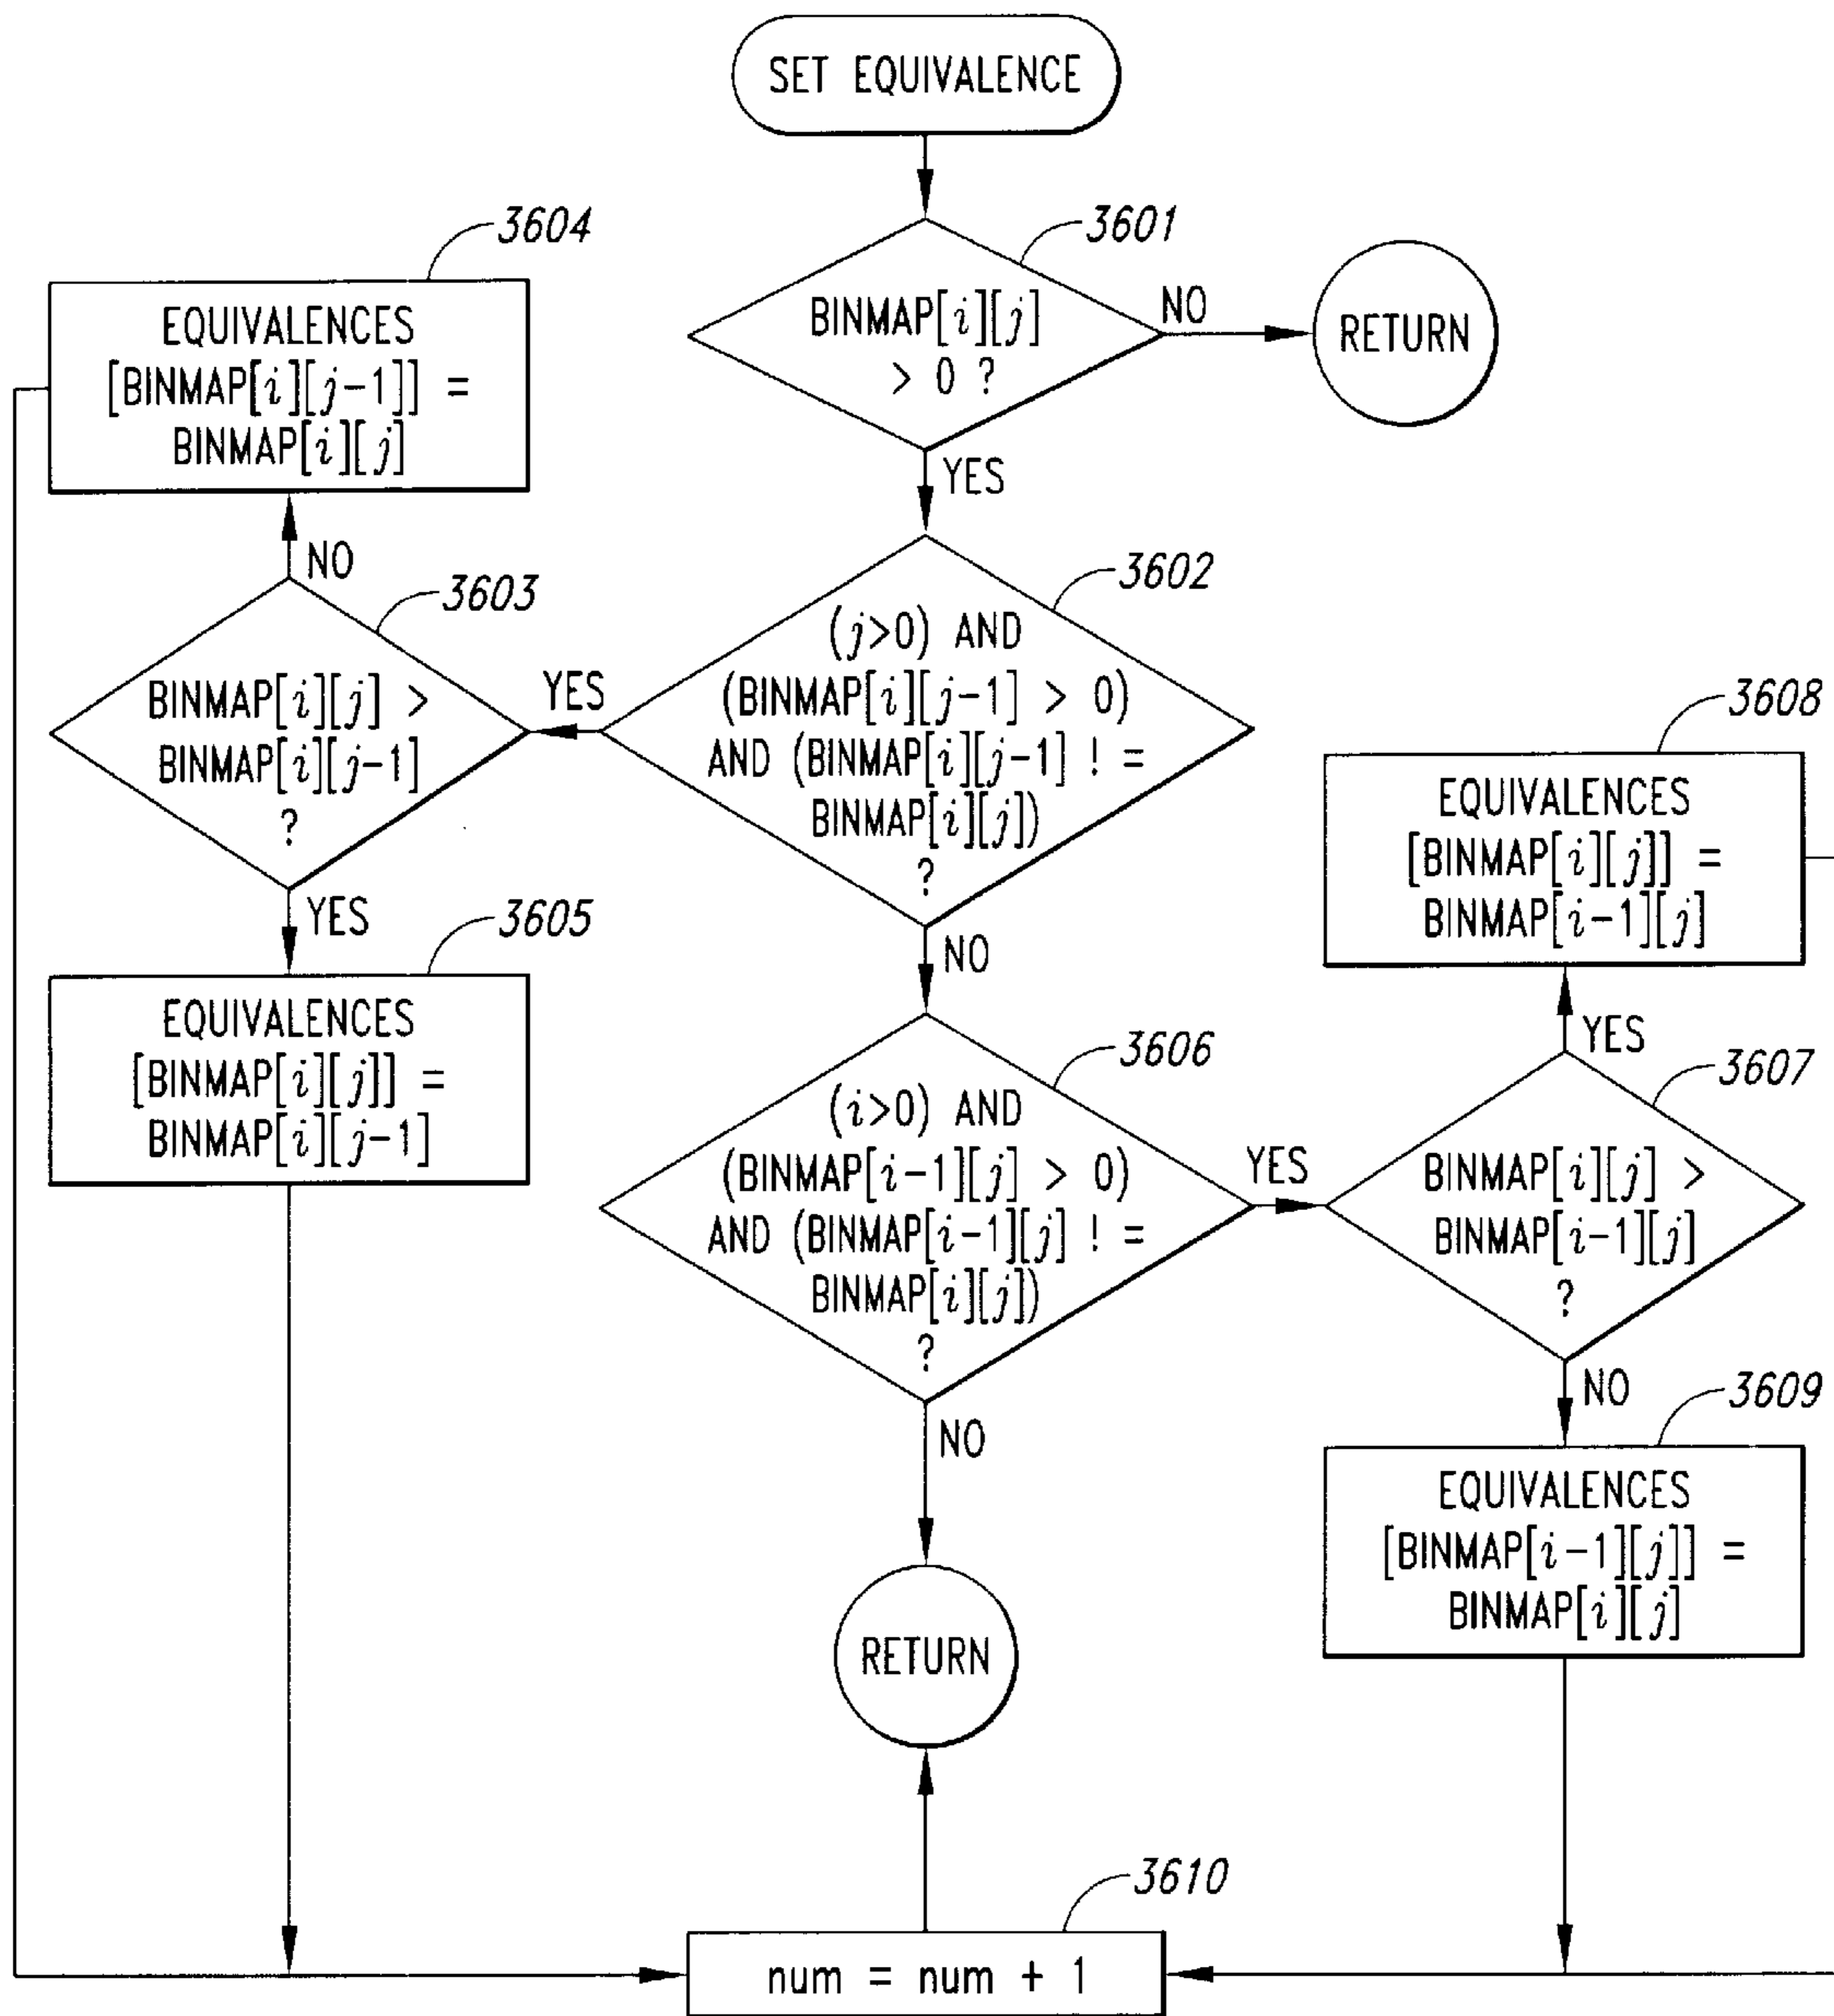 SET EQUIVALENCE
3601
BINMAP[i][j]
> 0 ?
NO
RETURN
YES
3604
EQUIVALENCES
[BINMAP[i][j-1]] =
BINMAP[i][j]
NO
3603
BINMAP[i][j] >
BINMAP[i][j-1]
?
YES
3602
(j>0) AND
(BINMAP[i][j-1] > 0)
AND (BINMAP[i][j-1] ! =
BINMAP[i][j])
?
YES
NO
3605
EQUIVALENCES
[BINMAP[i][j]] =
BINMAP[i][j-1]
3608
EQUIVALENCES
[BINMAP[i][j]] =
BINMAP[i-1][j]
YES
3606
(i>0) AND
(BINMAP[i-1][j] > 0)
AND (BINMAP[i-1][j] ! =
BINMAP[i][j])
?
YES
NO
3607
BINMAP[i][j] >
BINMAP[i-1][j]
?
NO
3609
EQUIVALENCES
[BINMAP[i-1][j]] =
BINMAP[i][j]
RETURN
3610
num = num + 1